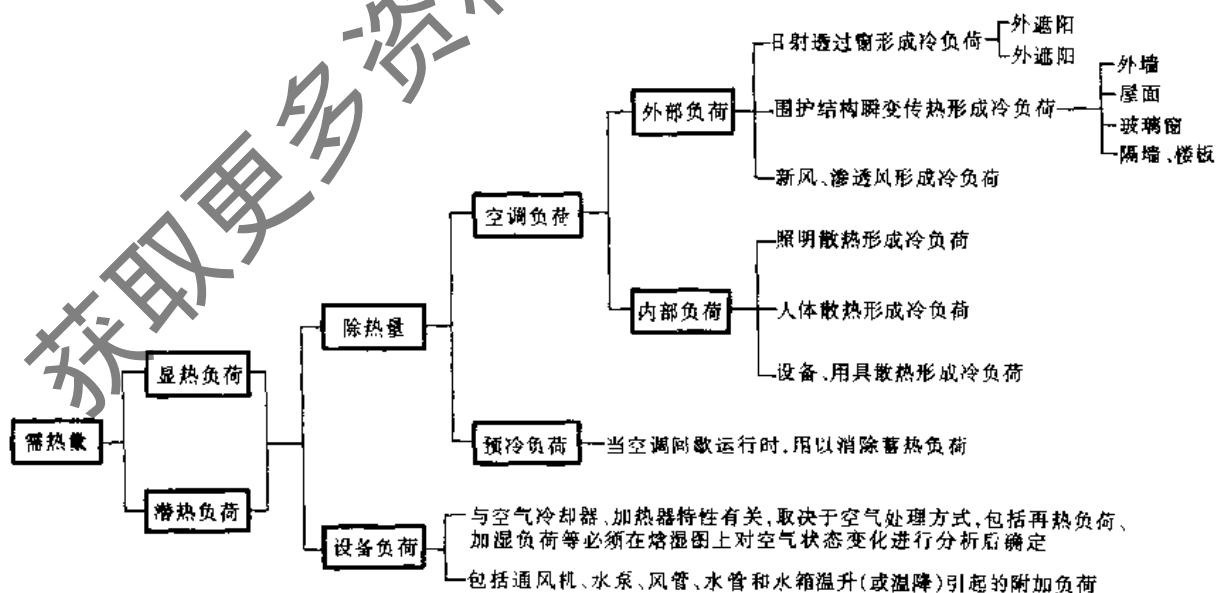 获取更多资
日射透过窗形成冷负荷
外遮阳
外遮阳
围护结构瞬变传热形成冷负荷
外墙
屋面
玻璃窗
隔墙、楼板
外部负荷
新风、渗透风形成冷负荷
空调负荷
照明散热形成冷负荷
内部负荷
人体散热形成冷负荷
设备、用具散热形成冷负荷
除热量
显热负荷
需热量
潜热负荷
预冷负荷
当空调间歇运行时,用以消除蓄热负荷
设备负荷
与空气冷却器、加热器特性有关,取决于空气处理方式,包括再热负荷、
加湿负荷等必须在焓湿图上对空气状态变化进行分析后确定
包括通风机、水泵、风管、水管和水箱温升(或温降)引起的附加负荷